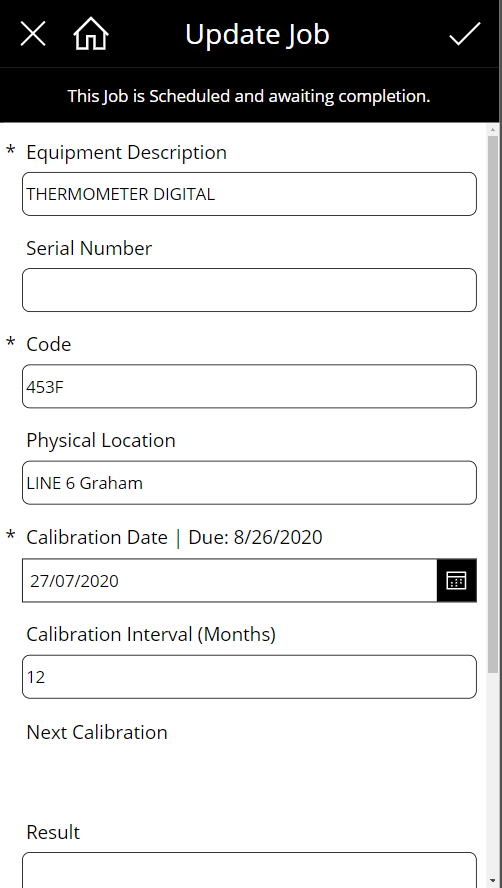 Update Job
This Job is Scheduled and awaiting completion.
* Equipment Description
THERMOMETER DIGITAL
Serial Number
* Code
453F
Physical Location
LINE 6 Graham
* Calibration Date | Due: 8/26/2020
27/07/2020
Calibration Interval (Months)
12
Next Calibration
Result